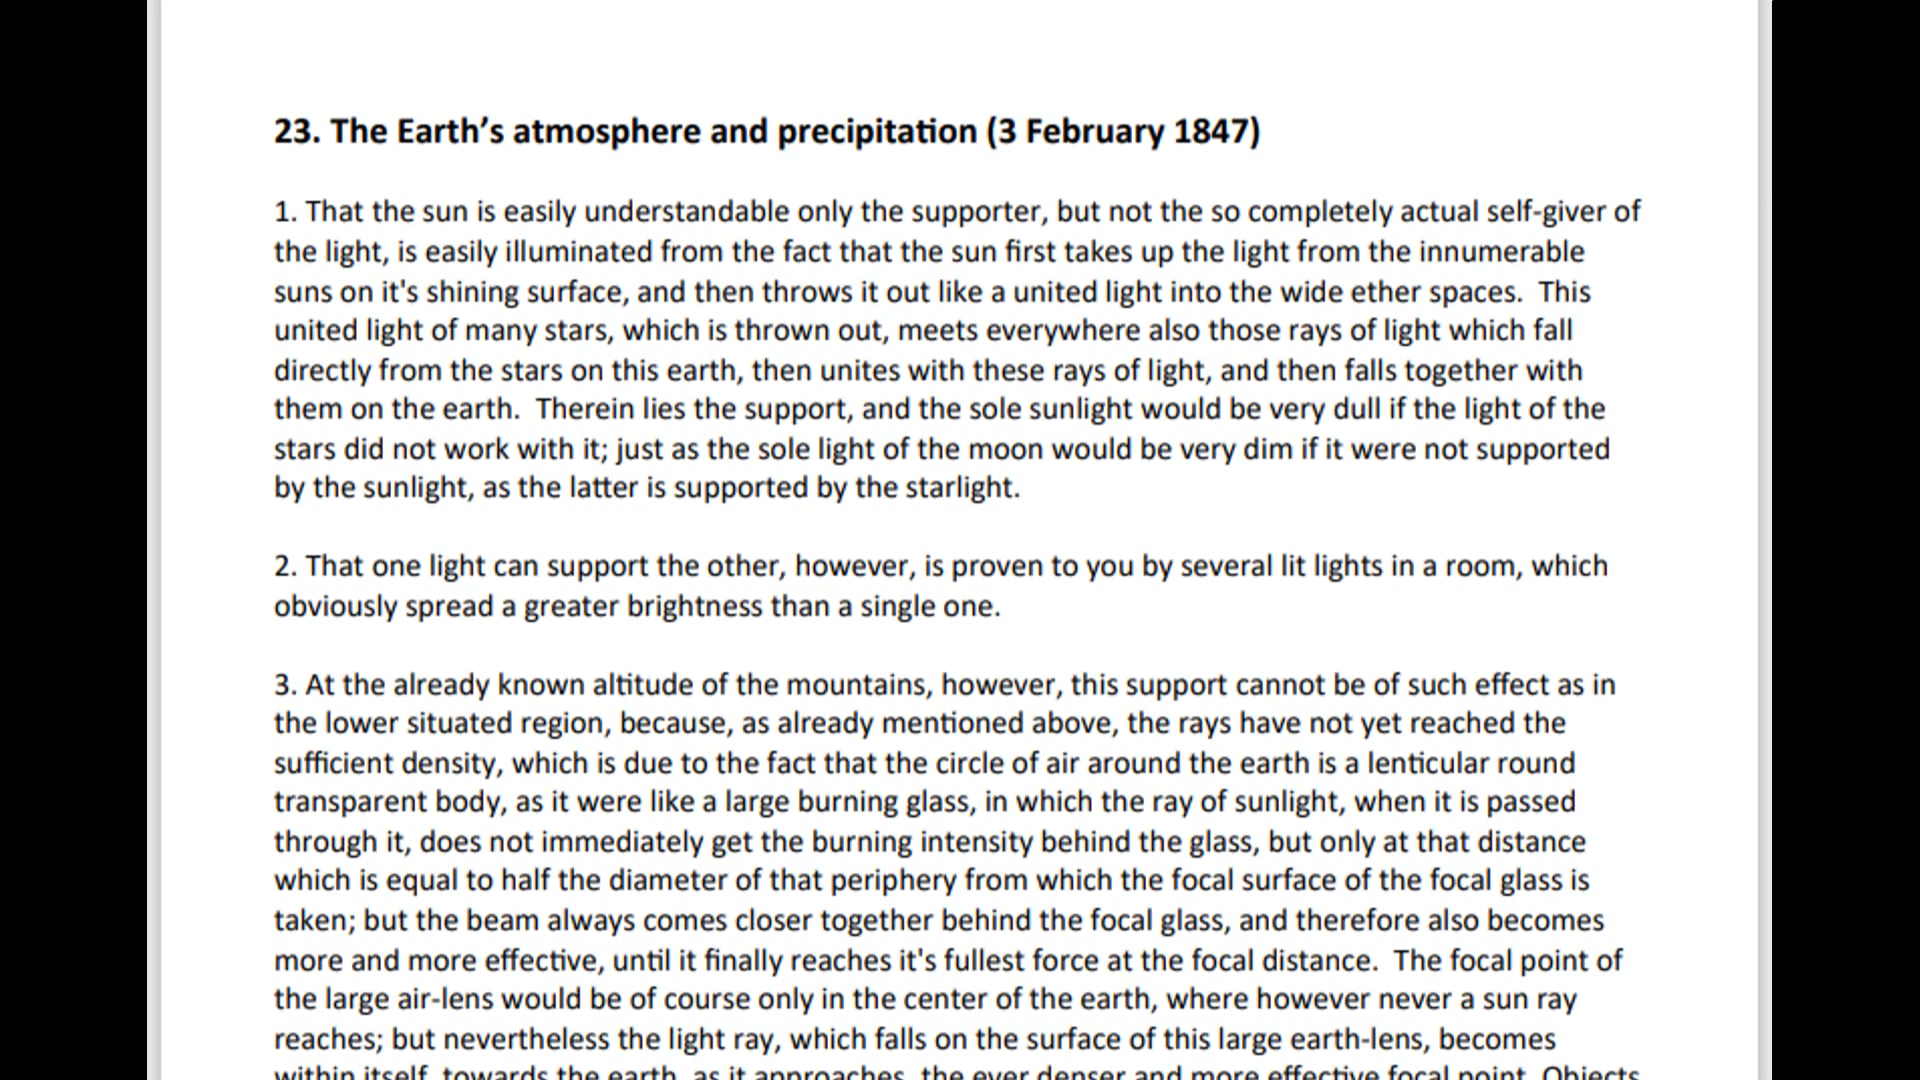 23. The Earth’s atmosphere and precipitation (3 February 1847)
1. That the sun is easily understandable only the supporter, but not the so completely actual self-giver of
the light, is easily illuminated from the fact that the sun first takes up the light from the innumerable
suns on it's shining surface, and then throws it out like a united light into the wide ether spaces.  This
united light of many stars, which is thrown out, meets everywhere also those rays of light which fall
directly from the stars on this earth, then unites with these rays of light, and then falls together with
them on the earth.  Therein lies the support, and the sole sunlight would be very dull if the light of the
stars did not work with it; just as the sole light of the moon would be very dim if it were not supported
by the sunlight, as the latter is supported by the starlight.
2. That one light can support the other, however, is proven to you by several lit lights in a room, which
obviously spread a greater brightness than a single one.
3. At the already known altitude of the mountains, however, this support cannot be of such effect as in
the lower situated region, because, as already mentioned above, the rays have not yet reached the
sufficient density, which is due to the fact that the circle of air around the earth is a lenticular round
transparent body, as it were like a large burning glass, in which the ray of sunlight, when it is passed
through it, does not immediately get the burning intensity behind the glass, but only at that distance
which is equal to half the diameter of that periphery from which the focal surface of the focal glass is
taken; but the beam always comes closer together behind the focal glass, and therefore also becomes
more and more effective, until it finally reaches it's fullest force at the focal distance.  The focal point of
the large air-lens would be of course only in the center of the earth, where however never a sun ray
reaches; but nevertheless the light ray, which falls on the surface of this large earth-lens, becomes
within itself, towards the earth, as it approaches, the ever denser and more effective focal point. Objects